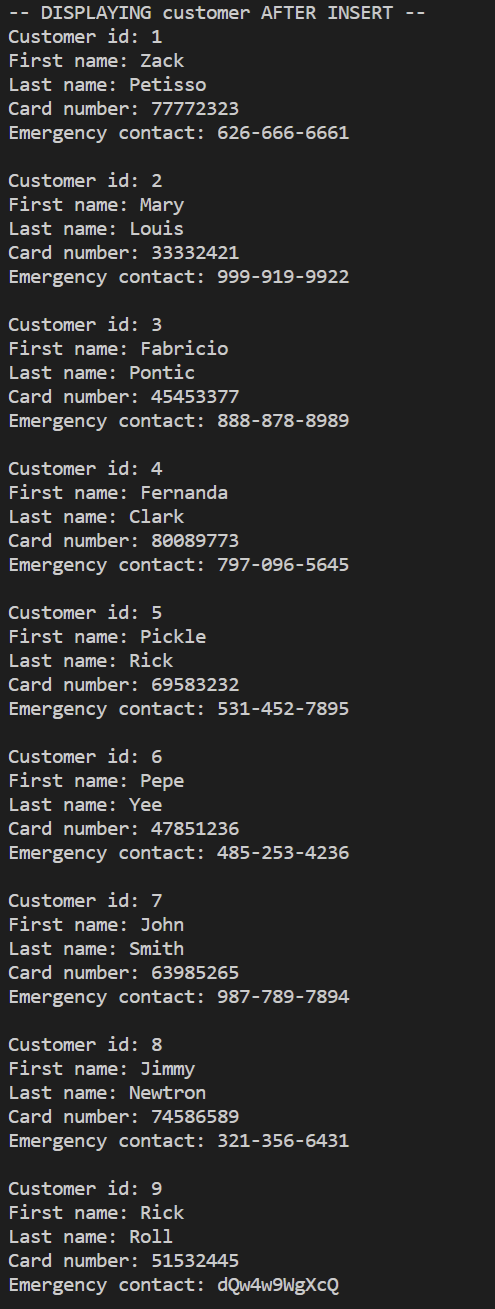 -- DISPLAYING customer AFTER INSERT --
Customer id: 1
First name: Zack
Last name: Petisso
Card number: 77772323
Emergency contact: 626-666-6661
Customer id: 2
First name: Mary
Last name: Louis
Card number: 33332421
Emergency contact: 999-919-9922
Customer id: 3
First name: Fabricio
Last name: Pontic
Card number: 45453377
Emergency contact: 888-878-8989
Customer id: 4
First name: Fernanda
Last name: Clark
Card number: 80089773
Emergency contact: 797-096-5645
Customer id: 5
First name: Pickle
Last name: Rick
Card number: 69583232
Emergency contact: 531-452-7895
Customer id: 6
First name: Pepe
Last name: Yee
Card number: 47851236
Emergency contact: 485-253-4236
Customer id: 7
First name: John
Last name: Smith
Card number: 63985265
Emergency contact: 987-789-7894
Customer id: 8
First name: Jimmy
Last name: Newtron
Card number: 74586589
Emergency contact: 321-356-6431
Customer id: 9
First name: Rick
Last name: Roll
Card number: 51532445
Emergency contact: dQw4w9WgXcQ